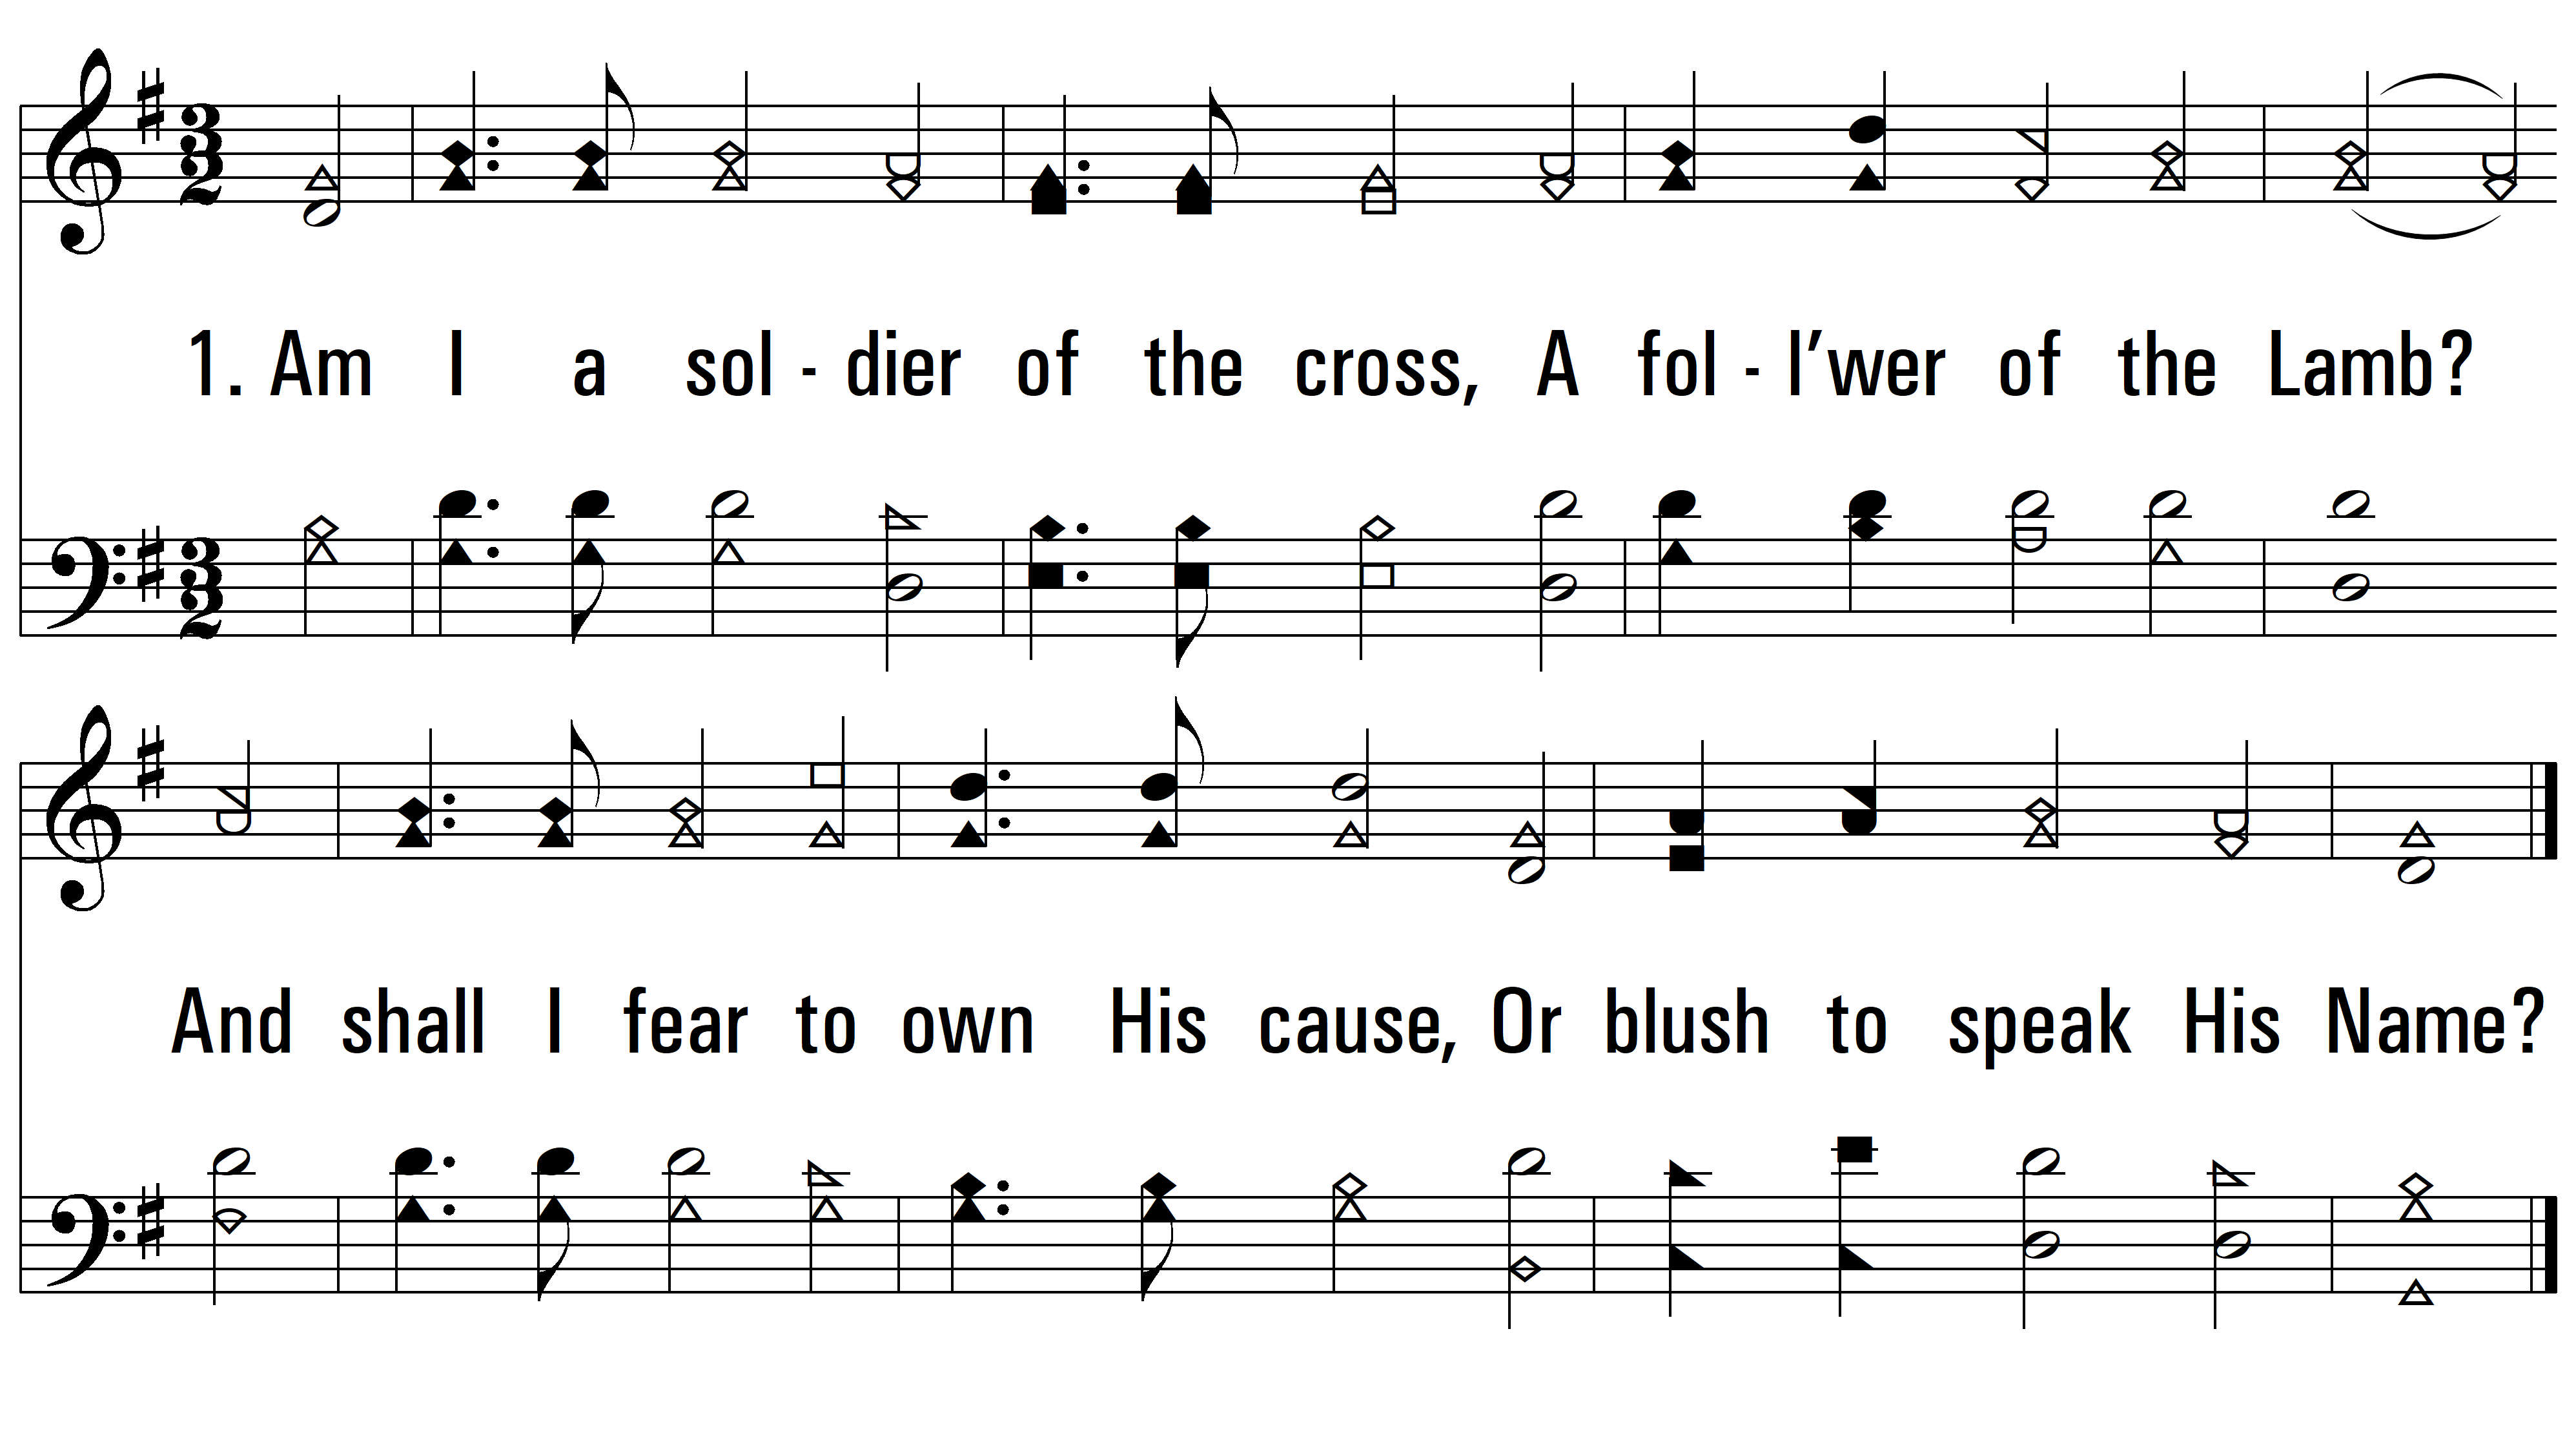 1. Am I a sol - dier of the cross, A fol - l’wer of the Lamb?
And shall I fear to own His cause, Or blush to speak His Name?